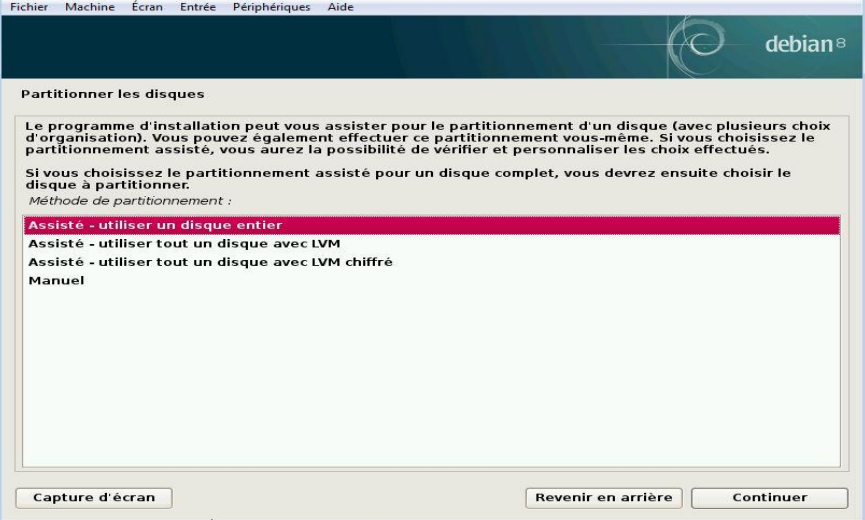 Fichier Machine Écran Entrée Périphériques Aide
debian 8
Partitionner les disques
Le programme d'installation peut vous assister pour le partitionnement d'un disque (avec plusieurs choix
d'organisation). Vous pouvez également effectuer ce partitionnement vous-même. Si vous choisissez le
partitionnement assisté, vous aurez la possibilité de vérifier et personnaliser les choix effectués.
Si vous choisissez le partitionnement assisté pour un disque complet, vous devrez ensuite choisir le
disque à partitionner.
Méthode de partitionnement :
Assisté - utiliser un disque entier
Assisté - utiliser tout un disque avec LVM
Assisté - utiliser tout un disque avec LVM chiffré
Manuel
Capture d'écran Revenir en arrière Continuer